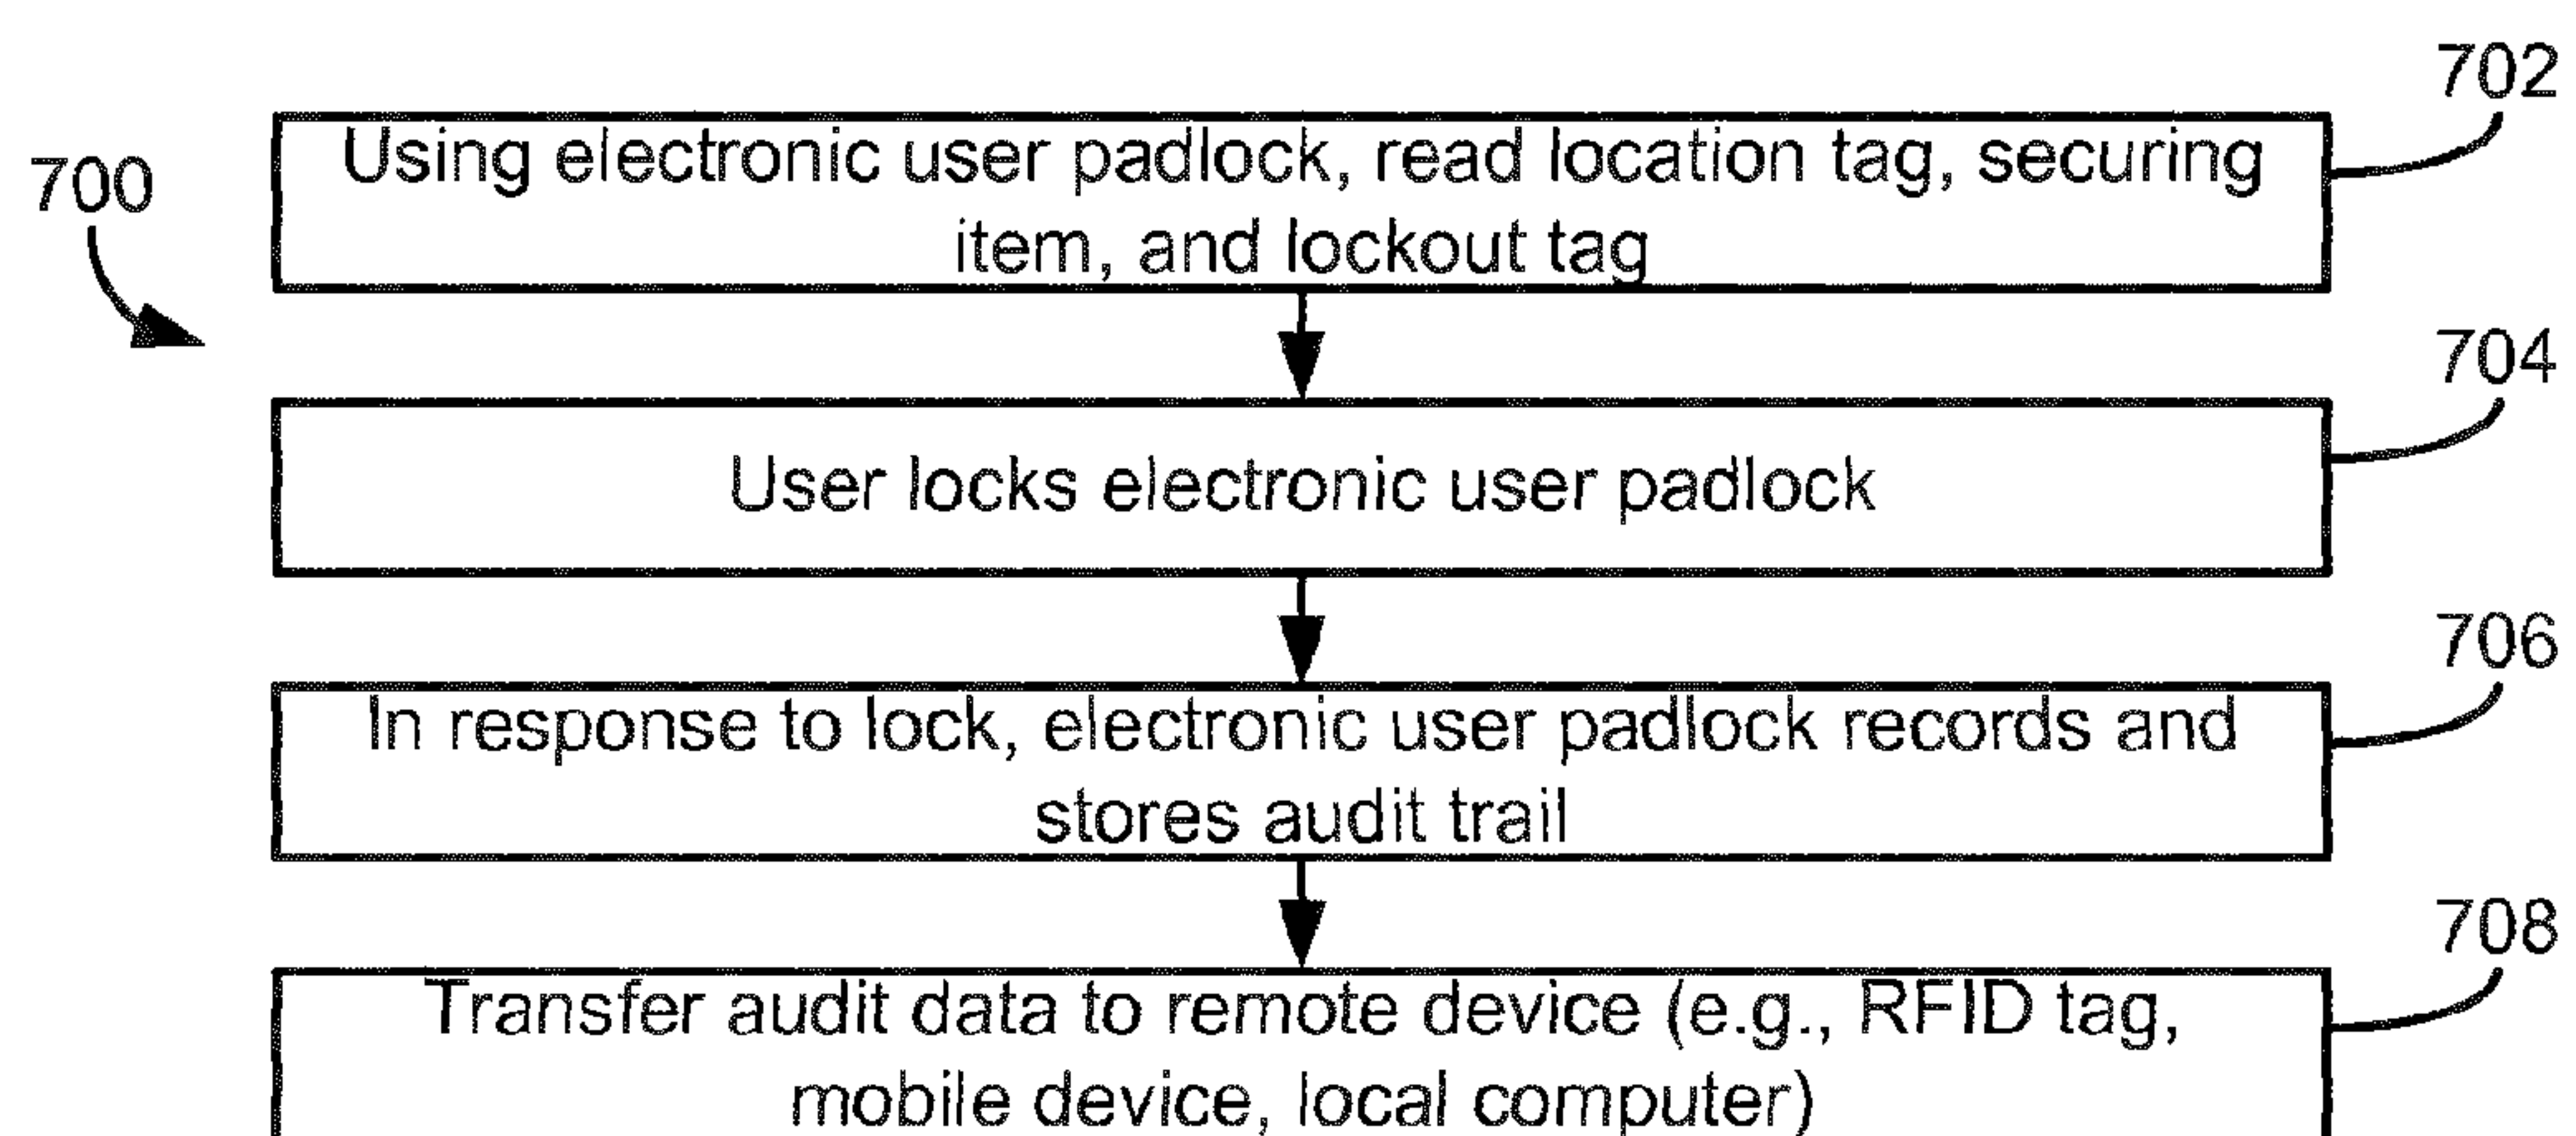 702
700
Using electronic user padlock, read location tag, securing
item, and lockout tag
704
User locks electronic user padlock
706
In response to lock, electronic user padlock records and
stores audit trail
708
Transfer audit data to remote device (e.g., RFID tag,
mobile device, local computer)